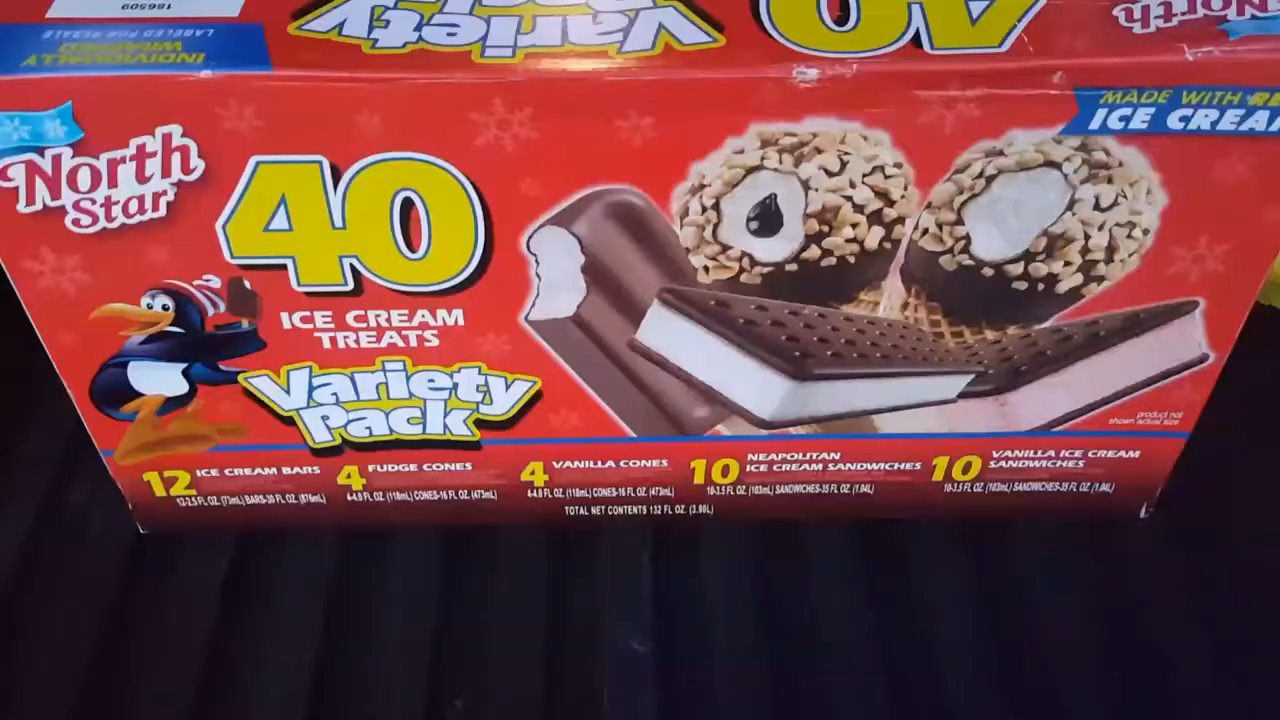 186509
LABELED FOR RESALE
INDIVIDUALLY
WRAPPED
Variety
40
North
North
Star
40
ICE CREAM
TREATS
Variety
Pack
MADE WITH
ICE CREAM
product not
shown actual size
12 ICE CREAM BARS
12-2.5 FL OZ. (73mL) BARS-30 FL OZ. (876mL)
4 FUDGE CONES
4-4.0 FL OZ. (118mL) CONES-16 FL OZ. (473mL)
4 VANILLA CONES
4-4.0 FL OZ. (118mL) CONES-16 FL OZ. (473mL)
10 NEAPOLITAN
ICE CREAM SANDWICHES
10-3.5 FL OZ. (103mL) SANDWICHES-35 FL OZ. (1.04L)
10 VANILLA ICE CREAM
SANDWICHES
10-3.5 FL OZ. (103mL) SANDWICHES-35 FL OZ. (1.04L)
TOTAL NET CONTENTS 132 FL OZ. (3.90L)